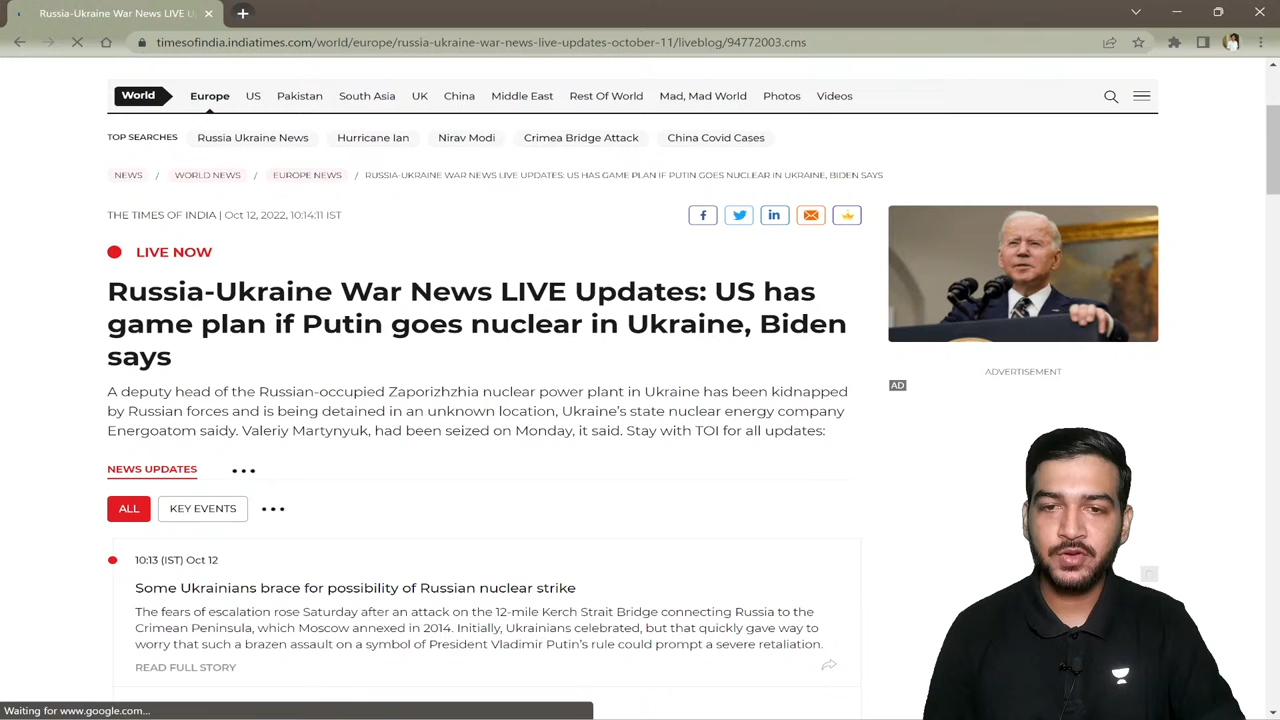 Russia-Ukraine War News LIVE U
timesofindia.indiatimes.com/world/europe/russia-ukraine-war-news-live-updates-october-11/liveblog/94772003.cms
World Europe US Pakistan South Asia UK China Middle East Rest Of World Mad, Mad World Photos Videos
TOP SEARCHES Russia Ukraine News Hurricane Ian Nirav Modi Crimea Bridge Attack China Covid Cases
NEWS / WORLD NEWS / EUROPE NEWS / RUSSIA-UKRAINE WAR NEWS LIVE UPDATES: US HAS GAME PLAN IF PUTIN GOES NUCLEAR IN UKRAINE, BIDEN SAYS
THE TIMES OF INDIA | Oct 12, 2022, 10:14:11 IST
LIVE NOW
Russia-Ukraine War News LIVE Updates: US has
game plan if Putin goes nuclear in Ukraine, Biden
says
A deputy head of the Russian-occupied Zaporizhzhia nuclear power plant in Ukraine has been kidnapped
by Russian forces and is being detained in an unknown location, Ukraine's state nuclear energy company
Energoatom saidy. Valeriy Martynyuk, had been seized on Monday, it said. Stay with TOI for all updates:
ADVERTISEMENT
AD
NEWS UPDATES
ALL KEY EVENTS
10:13 (IST) Oct 12
Some Ukrainians brace for possibility of Russian nuclear strike
The fears of escalation rose Saturday after an attack on the 12-mile Kerch Strait Bridge connecting Russia to the
Crimean Peninsula, which Moscow annexed in 2014. Initially, Ukrainians celebrated, but that quickly gave way to
worry that such a brazen assault on a symbol of President Vladimir Putin's rule could prompt a severe retaliation.
READ FULL STORY
Waiting for www.google.com...